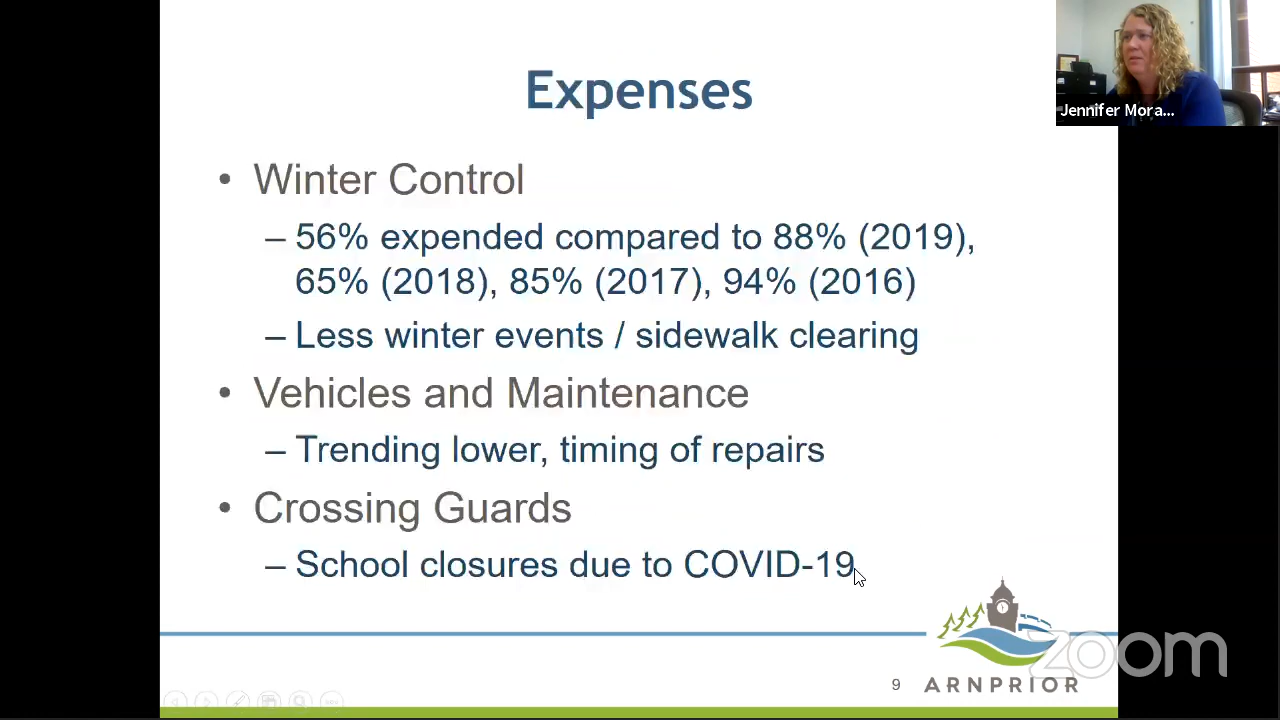 Expenses
Jennifer Mora...
• Winter Control
– 56% expended compared to 88% (2019),
65% (2018), 85% (2017), 94% (2016)
– Less winter events / sidewalk clearing
• Vehicles and Maintenance
– Trending lower, timing of repairs
• Crossing Guards
– School closures due to COVID-19
zoom
9
ARNPRIOR